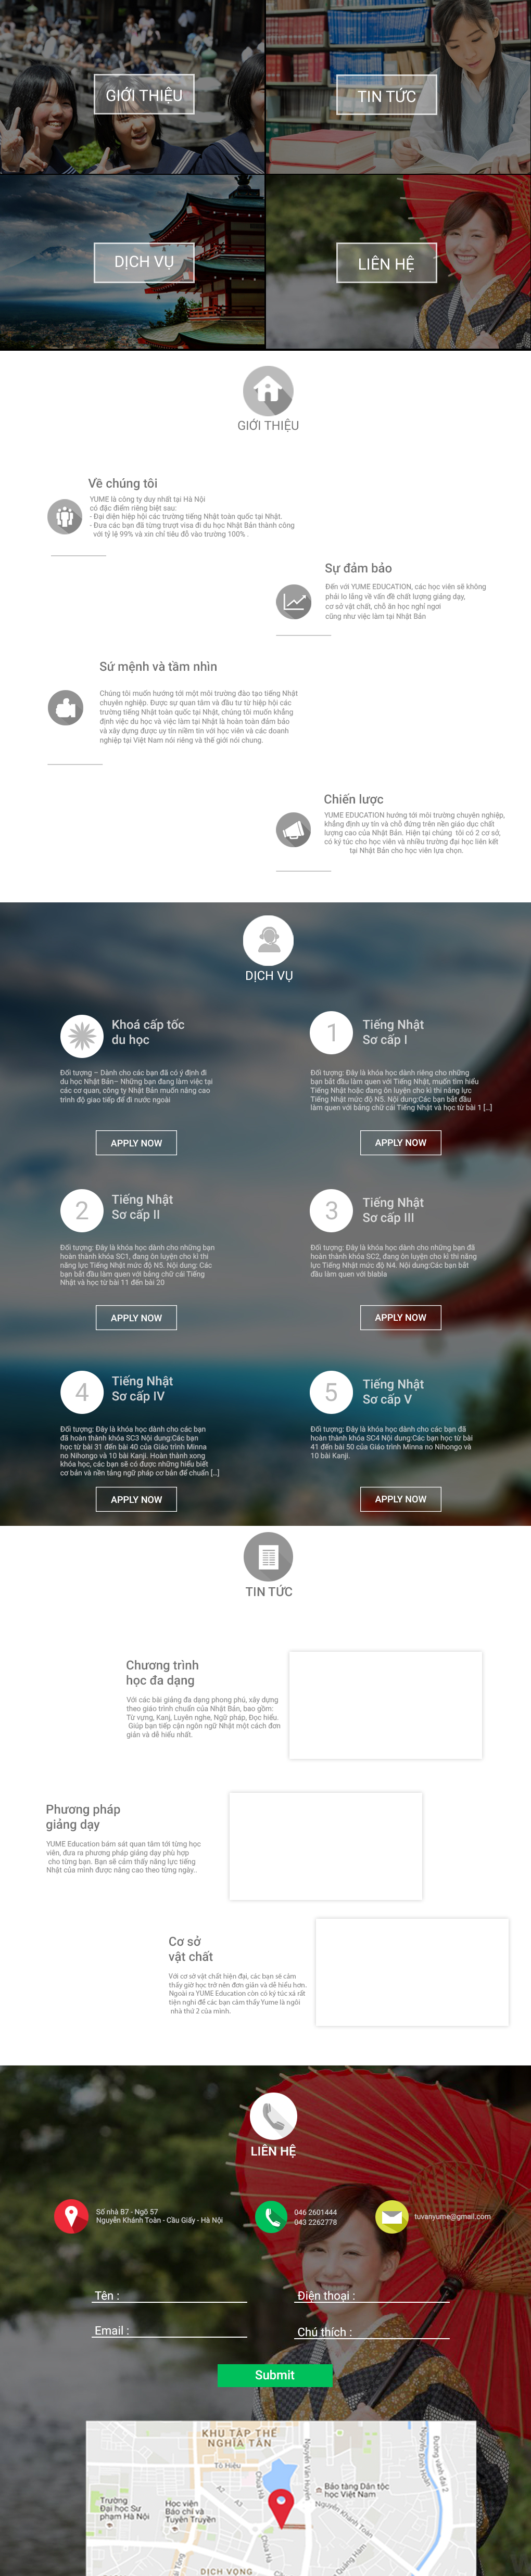 GIỚI THIỆU
TIN TỨC
DỊCH VỤ
LIÊN HỆ
GIỚI THIỆU
Về chúng tôi
YUME là công ty duy nhất tại Hà Nội
có đặc điểm riêng biệt sau:
- Đại diện hiệp hội các trường tiếng Nhật toàn quốc tại Nhật.
- Đưa các bạn đã từng trượt visa đi du học Nhật Bản thành công
với tỷ lệ 99% và xin chỉ tiêu đỗ vào trường 100% .
Sự đảm bảo
Đến với YUME EDUCATION, các học viên sẽ không
phải lo lắng về vấn đề chất lượng giảng dạy,
cơ sở vật chất, chỗ ăn học nghỉ ngơi
cũng như việc làm tại Nhật Bản
Sứ mệnh và tầm nhìn
Chúng tôi muốn hướng tới một môi trường đào tạo tiếng Nhật
chuyên nghiệp. Được sự quan tâm và đầu tư từ hiệp hội các
trường tiếng Nhật toàn quốc tại Nhật, chúng tôi muốn khẳng
định việc du học và việc làm tại Nhật là hoàn toàn đảm bảo
và xây dựng được uy tín niềm tin với học viên và các doanh
nghiệp tại Việt Nam nói riêng và thế giới nói chung.
Chiến lược
YUME EDUCATION hướng tới môi trường chuyên nghiệp,
khẳng định uy tín và chỗ đứng trên nền giáo dục chất
lượng cao của Nhật Bản. Hiện tại chúng tôi có 2 cơ sở,
có ký túc cho học viên và nhiều trường đại học liên kết
tại Nhật Bản cho học viên lựa chọn.
DỊCH VỤ
Khoá cấp tốc
du học
Đối tượng – Dành cho các bạn đã có ý định đi
du học Nhật Bản– Những bạn đang làm việc tại
các cơ quan, công ty Nhật Bản muốn nâng cao
trình độ giao tiếp để đi nước ngoài
APPLY NOW
1
Tiếng Nhật
Sơ cấp I
Đối tượng: Đây là khóa học dành riêng cho những
bạn bắt đầu làm quen với Tiếng Nhật, muốn tìm hiểu
Tiếng Nhật hoặc đang ôn luyện cho kì thi năng lực
Tiếng Nhật mức độ N5. Nội dung:Các bạn bắt đầu
làm quen với bảng chữ cái Tiếng Nhật và học từ bài 1 [...]
APPLY NOW
2
Tiếng Nhật
Sơ cấp II
Đối tượng: Đây là khóa học dành cho những bạn
hoàn thành khóa SC1, đang ôn luyện cho kì thi
năng lực Tiếng Nhật mức độ N5. Nội dung: Các
bạn bắt đầu làm quen với bảng chữ cái Tiếng
Nhật và học từ bài 11 đến bài 20
APPLY NOW
3
Tiếng Nhật
Sơ cấp III
Đối tượng: Đây là khóa học dành cho những bạn đã
hoàn thành khóa SC2, đang ôn luyện cho kì thi năng
lực Tiếng Nhật mức độ N4. Nội dung:Các bạn bắt
đầu làm quen với blabla
APPLY NOW
4
Tiếng Nhật
Sơ cấp IV
Đối tượng: Đây là khóa học dành cho các bạn
đã hoàn thành khóa SC3 Nội dung:Các bạn
học từ bài 31 đến bài 40 của Giáo trình Minna
no Nihongo và 10 bài Kanji. Hoàn thành xong
khóa học, các bạn sẽ có được những hiểu biết
cơ bản và nền tảng ngữ pháp cơ bản để chuẩn [...]
APPLY NOW
5
Tiếng Nhật
Sơ cấp V
Đối tượng: Đây là khóa học dành cho các bạn đã
hoàn thành khóa SC4 Nội dung:Các bạn học từ bài
41 đến bài 50 của Giáo trình Minna no Nihongo và
10 bài Kanji.
APPLY NOW
TIN TỨC
Chương trình
học đa dạng
Với các bài giảng đa dạng phong phú, xây dựng
theo giáo trình chuẩn của Nhật Bản, bao gồm:
Từ vựng, Kanj, Luyện nghe, Ngữ pháp, Đọc hiểu.
Giúp bạn tiếp cận ngôn ngữ Nhật một cách đơn
giản và dễ hiểu nhất.
Phương pháp
giảng dạy
YUME Education bám sát quan tâm tới từng học
viên, đưa ra phương pháp giảng dạy phù hợp
cho từng bạn. Bạn sẽ cảm thấy năng lực tiếng
Nhật của mình được nâng cao theo từng ngày..
Cơ sở
vật chất
Với cơ sở vật chất hiện đại, các bạn sẽ cảm
thấy giờ học trở nên đơn giản và dễ hiểu hơn.
Ngoài ra YUME Education còn có ký túc xá rất
tiện nghi để các bạn cảm thấy Yume là ngôi
nhà thứ 2 của mình.
LIÊN HỆ
Số nhà B7 - Ngõ 57
Nguyễn Khánh Toàn - Cầu Giấy - Hà Nội
046 2601444
043 2262778
tuvanyume@gmail.com
Tên :
Điện thoại :
Email :
Chú thích :
Submit
KHU TẬP THỂ
NGHĨA TÂN
Tô Hiệu
Nguyễn Văn Huyên
Đường vành đai 2
Trường
Đại học Sư
phạm Hà Nội
Học viện
Báo chí và
Tuyên Truyền
Bảo tàng Dân tộc
học Việt Nam
Nguyễn Khánh Toàn
Chùa Hà
DỊCH VỌNG